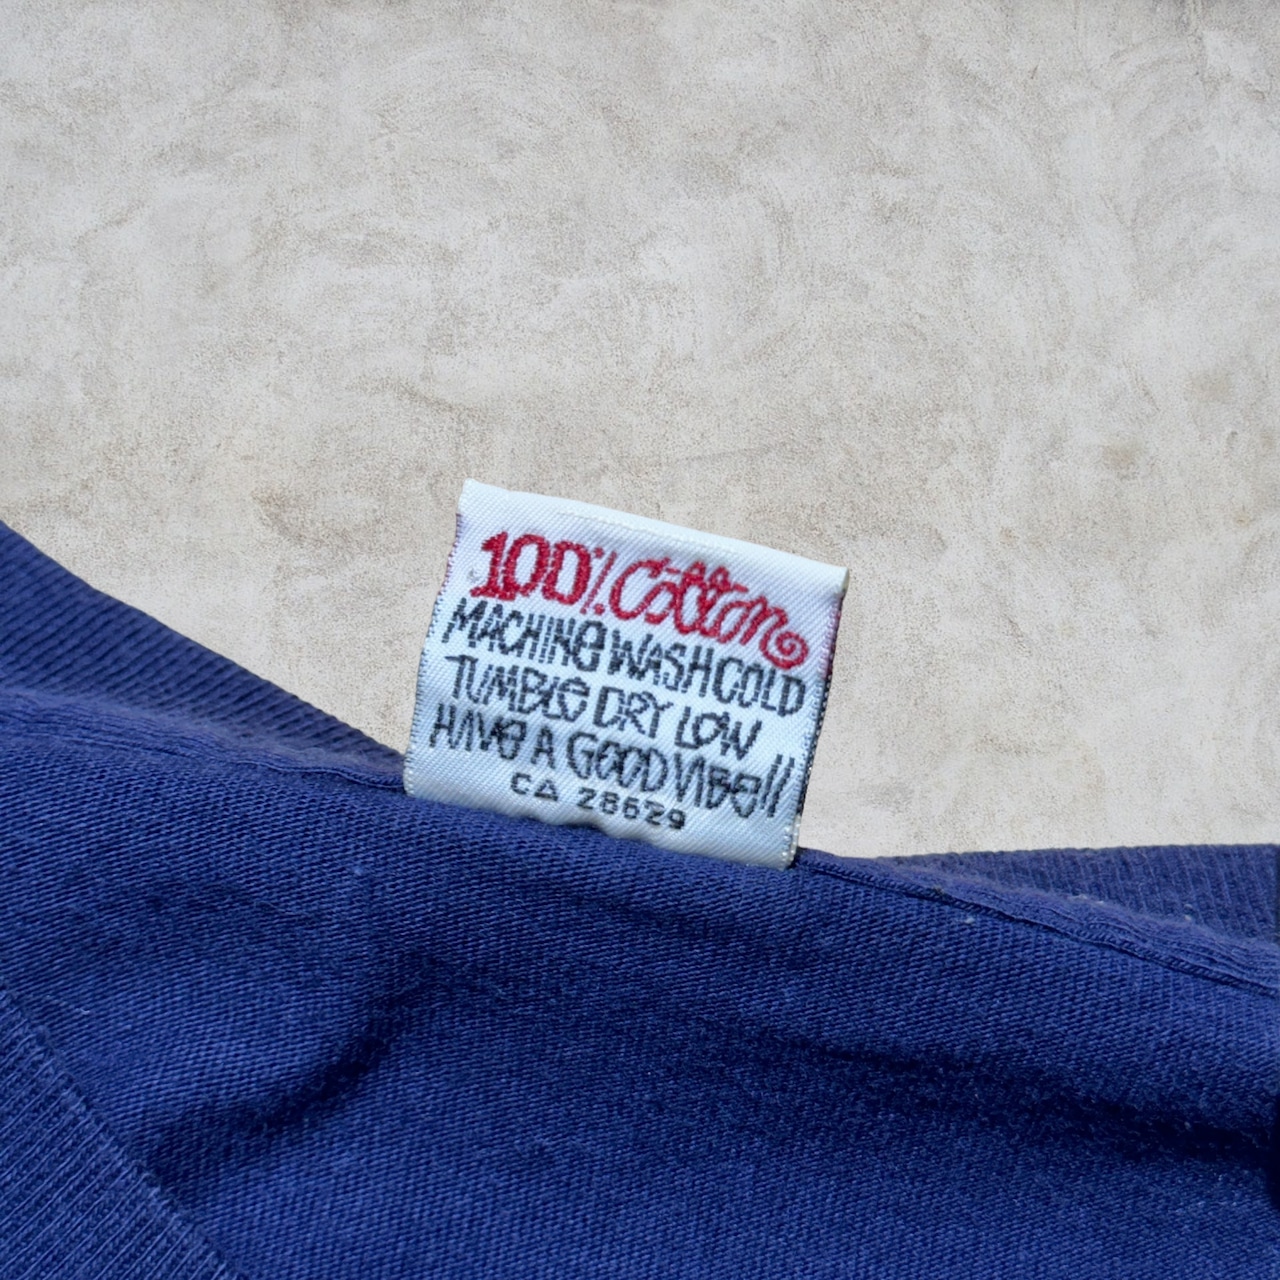 100% Cotton
MACHINE WASH COLD
TUMBLE DRY LOW
HAVE A GOOD VIBE!!
CA 28629